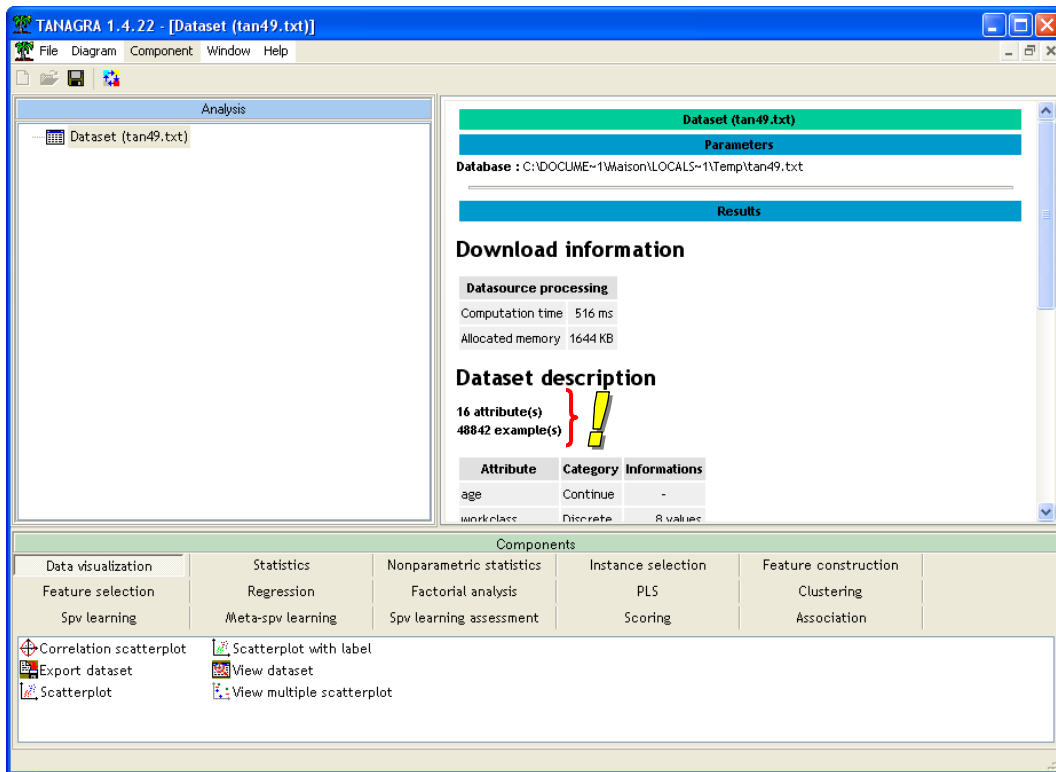 TANAGRA 1.4.22 - [Dataset (tan49.txt)]
File Diagram Component Window Help
Analysis
Dataset (tan49.txt)
Dataset (tan49.txt)
Parameters
Database : C:\DOCUME~1\Maison\LOCALS~1\Temp\tan49.txt
Results
Download information
Datasource processing
Computation time 516 ms
Allocated memory 1644 KB
Dataset description
16 attribute(s)
48842 example(s)
Attribute Category Informations
age Continue -
workclass Discrete 8 values
Components
Data visualization Statistics Nonparametric statistics Instance selection Feature construction
Feature selection Regression Factorial analysis PLS Clustering
Spv learning Meta-spv learning Spv learning assessment Scoring Association
Correlation scatterplot Scatterplot with label
Export dataset View dataset
Scatterplot View multiple scatterplot